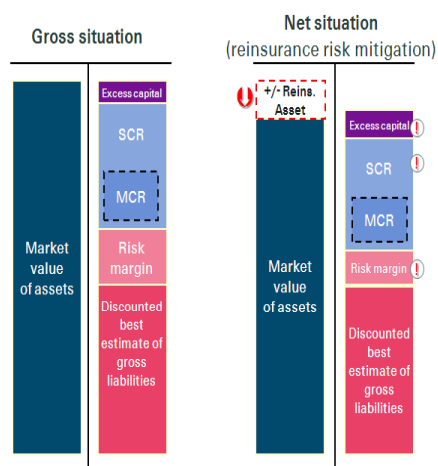 Gross situation
Excess capital
SCR
MCR
Market
value
of assets
Risk
margin
Discounted
best
estimate of
gross
liabilities
Net situation
(reinsurance risk mitigation)
+/- Reins.
Asset
Excess capital
SCR
MCR
Market
value
of assets
Risk margin
Discounted
best
estimate of
gross
liabilities